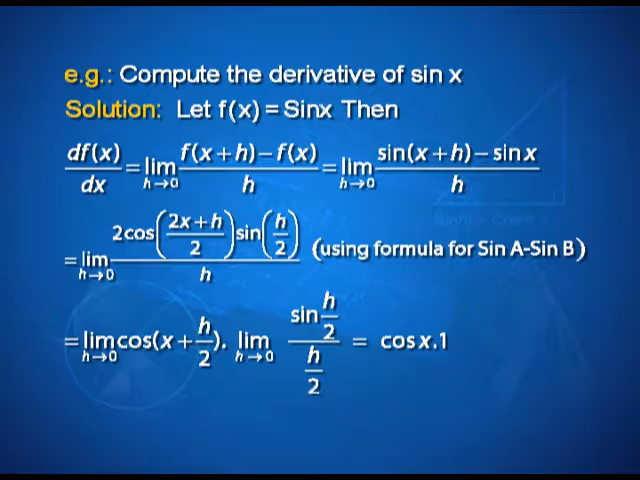 e.g.: Compute the derivative of sin x
Solution: Let f(x) = Sinx Then
df(x)/dx = lim h→0 f(x+h)−f(x)/h = lim h→0 sin(x+h)−sinx/h
= lim h→0 2cos(2x+h/2)sin(h/2)/h (using formula for Sin A-Sin B)
= lim h→0 cos(x+h/2). lim h→0 sin h/2 / h/2 = cosx.1